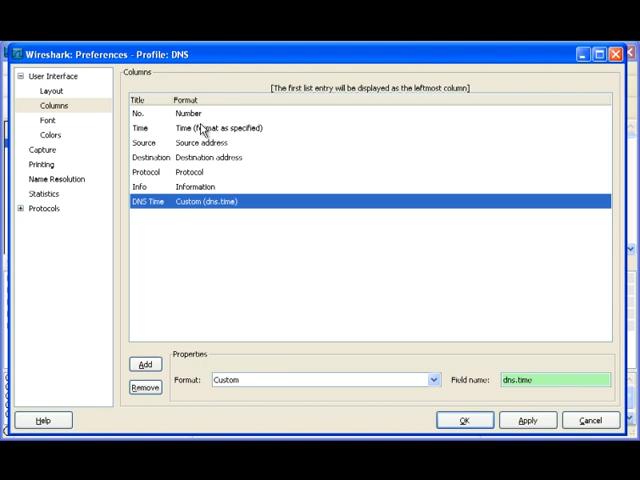 Wireshark: Preferences - Profile: DNS
User Interface
Layout
Columns
Font
Colors
Capture
Printing
Name Resolution
Statistics
Protocols
Columns
[The first list entry will be displayed as the leftmost column]
Title Format
No. Number
Time Time (format as specified)
Source Source address
Destination Destination address
Protocol Protocol
Info Information
DNS Time Custom (dns.time)
Add
Remove
Properties
Format: Custom Field name: dns.time
Help OK Apply Cancel